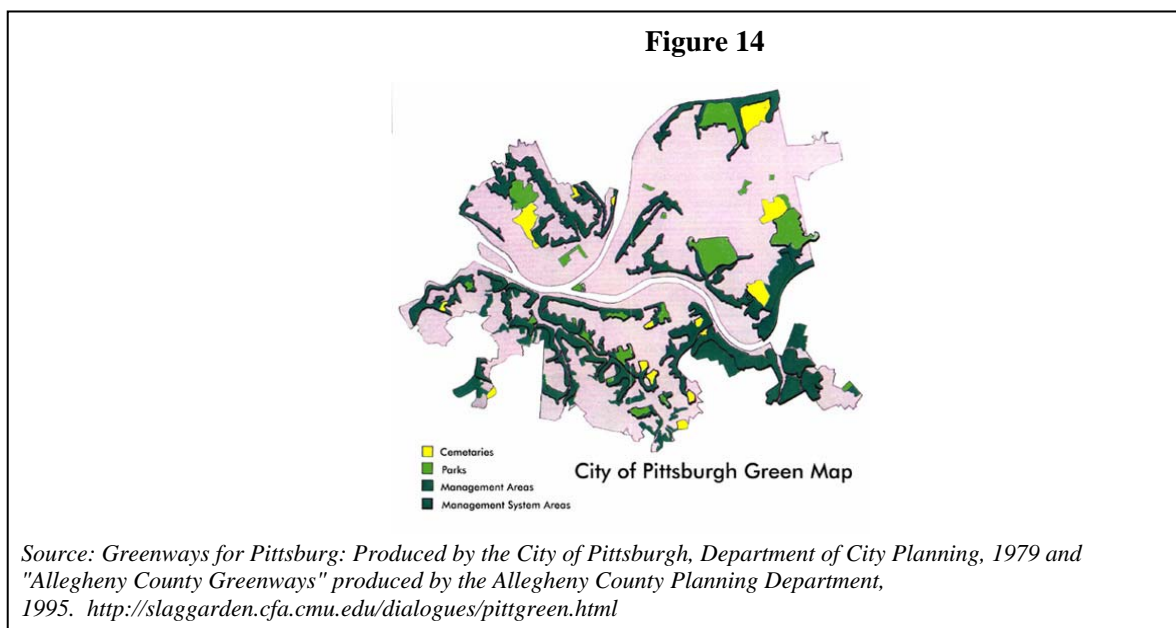 Figure 14
Cemetaries
Parks
Management Areas
Management System Areas
City of Pittsburgh Green Map
Source: Greenways for Pittsburg: Produced by the City of Pittsburgh, Department of City Planning, 1979 and
"Allegheny County Greenways" produced by the Allegheny County Planning Department,
1995.  http://slaggarden.cfa.cmu.edu/dialogues/pittgreen.html